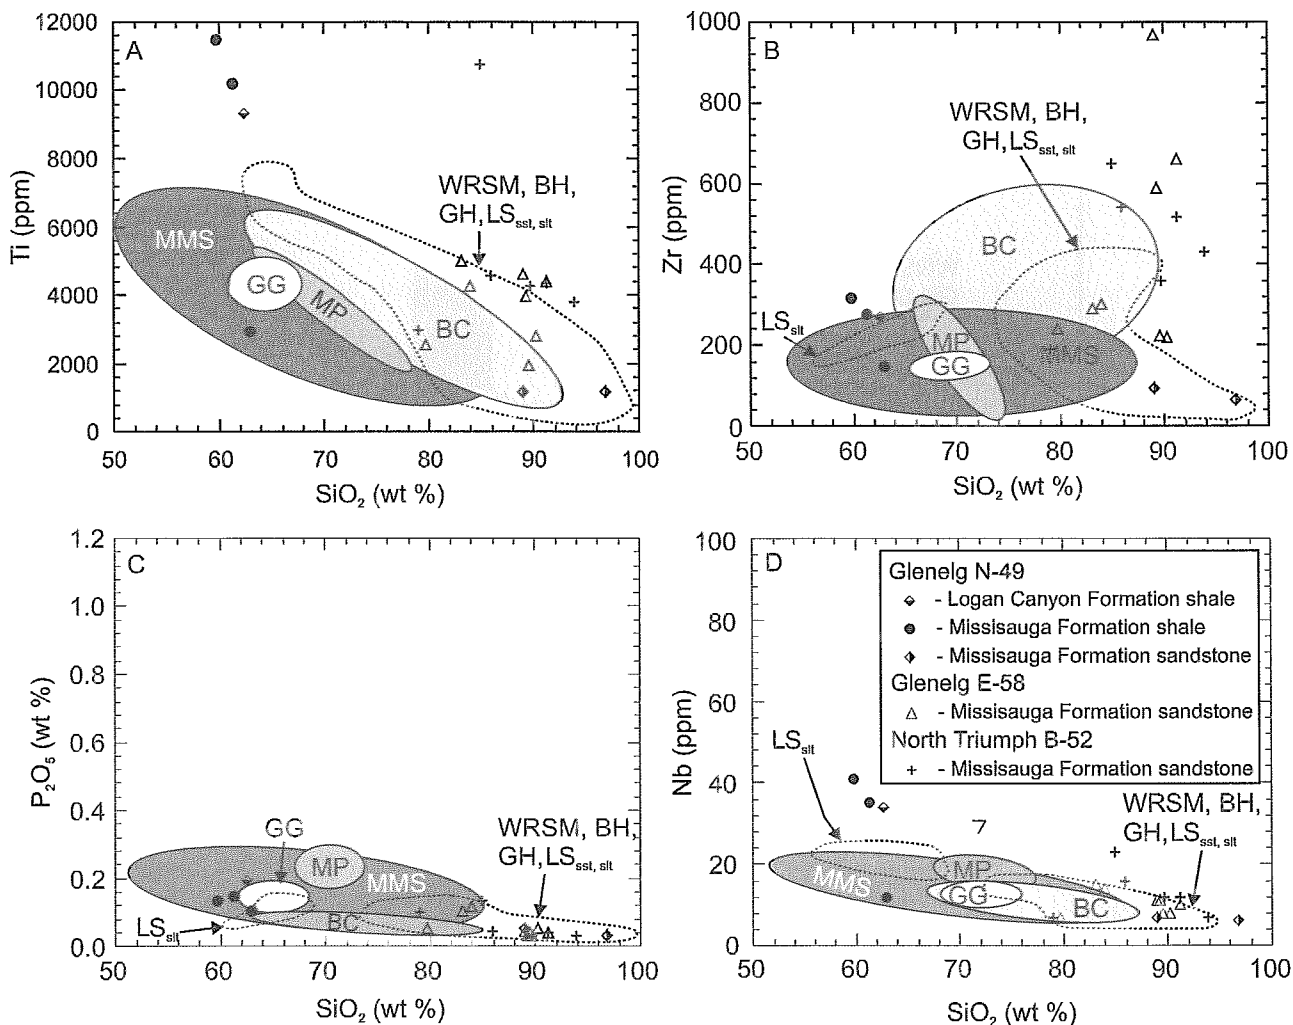 A
12000
10000
8000
6000
4000
2000
0
Ti (ppm)
MMS
GG
MP
BC
WRSM, BH,
GH,LSsst, slt
50
60
70
80
90
100
SiO2 (wt %)
B
1000
800
600
400
200
0
Zr (ppm)
WRSM, BH,
GH,LSsst, slt
BC
LSslt
MP
GG
MMS
50
60
70
80
90
100
SiO2 (wt %)
C
1.2
1.0
0.8
0.6
0.4
0.2
0.0
P2O5 (wt %)
GG
MP
MMS
BC
LSslt
WRSM, BH,
GH,LSsst, slt
50
60
70
80
90
100
SiO2 (wt %)
D
100
80
60
40
20
0
Nb (ppm)
Glenelg N-49
- Logan Canyon Formation shale
- Missisauga Formation shale
- Missisauga Formation sandstone
Glenelg E-58
- Missisauga Formation sandstone
North Triumph B-52
- Missisauga Formation sandstone
LSslt
WRSM, BH,
GH,LSsst, slt
7
MMS
MP
GG
BC
50
60
70
80
90
100
SiO2 (wt %)